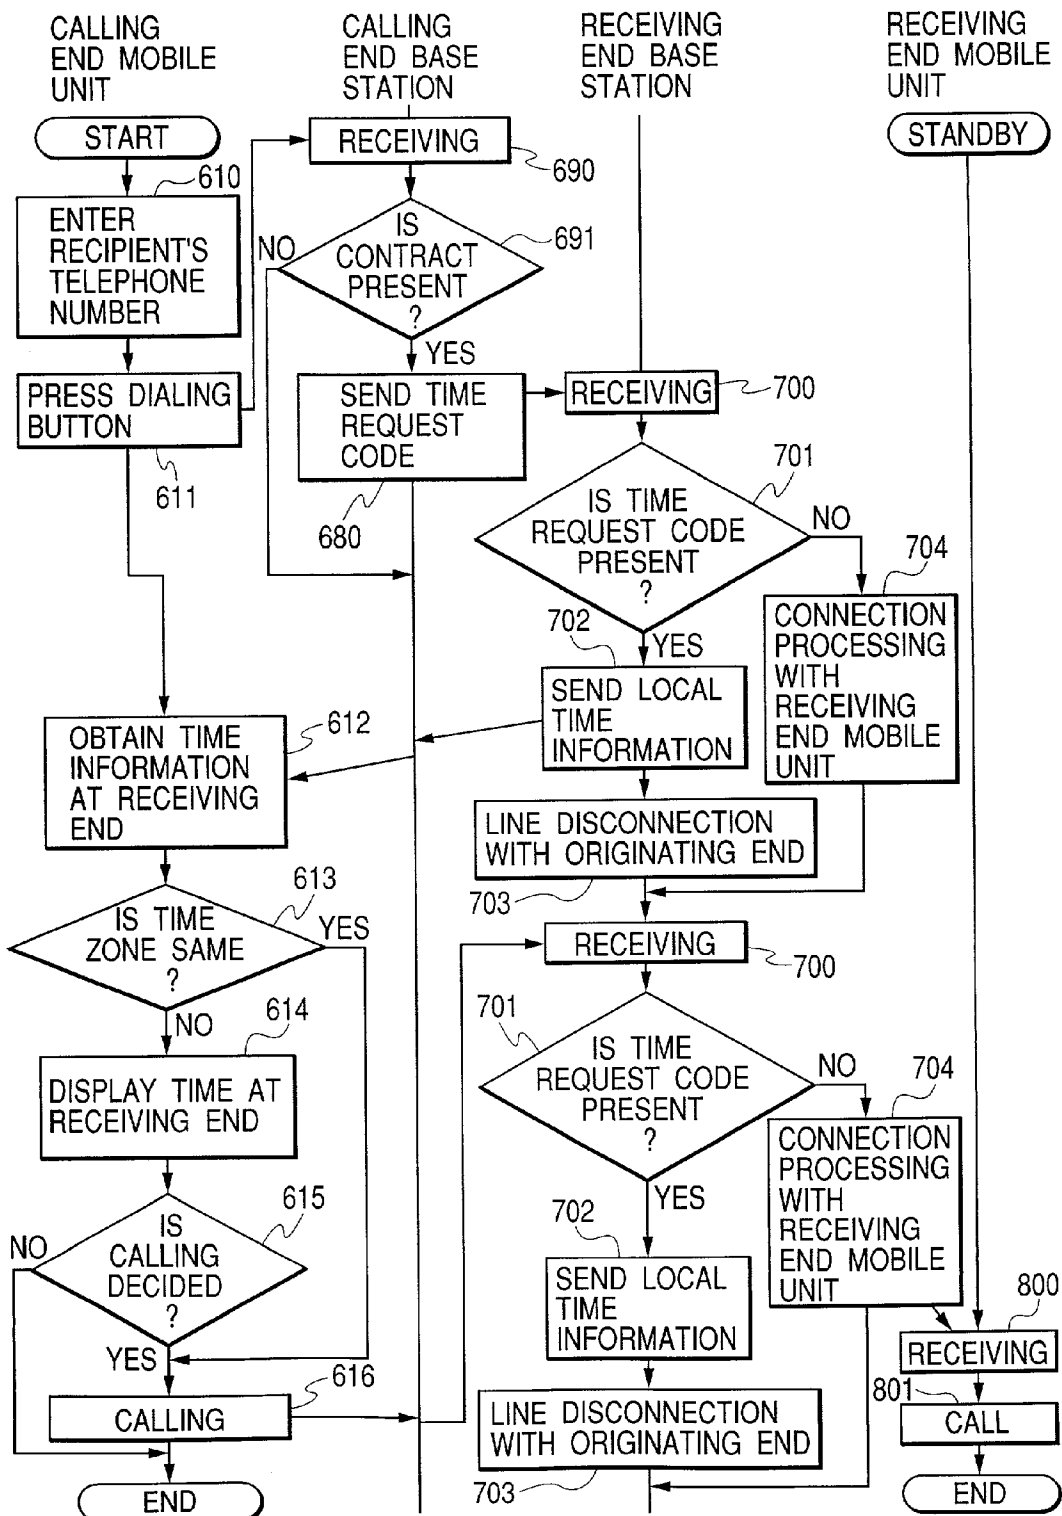 CALLING
END MOBILE
UNIT
CALLING
END BASE
STATION
RECEIVING
END BASE
STATION
RECEIVING
END MOBILE
UNIT
START
RECEIVING
STANDBY
610
690
ENTER
RECIPIENT'S
TELEPHONE
NUMBER
IS
CONTRACT
PRESENT
?
NO
691
YES
PRESS DIALING
BUTTON
611
SEND TIME
REQUEST
CODE
680
RECEIVING
700
IS TIME
REQUEST CODE
PRESENT
?
701
NO
YES
704
CONNECTION
PROCESSING
WITH
RECEIVING
END MOBILE
UNIT
702
SEND LOCAL
TIME
INFORMATION
OBTAIN TIME
INFORMATION
AT RECEIVING
END
612
LINE DISCONNECTION
WITH ORIGINATING END
703
IS TIME
ZONE SAME
?
613
YES
NO
RECEIVING
700
614
DISPLAY TIME AT
RECEIVING END
701
IS TIME
REQUEST CODE
PRESENT
?
NO
YES
704
CONNECTION
PROCESSING
WITH
RECEIVING
END MOBILE
UNIT
IS
CALLING
DECIDED
?
615
NO
YES
702
SEND LOCAL
TIME
INFORMATION
800
RECEIVING
616
CALLING
LINE DISCONNECTION
WITH ORIGINATING END
703
801
CALL
END
END